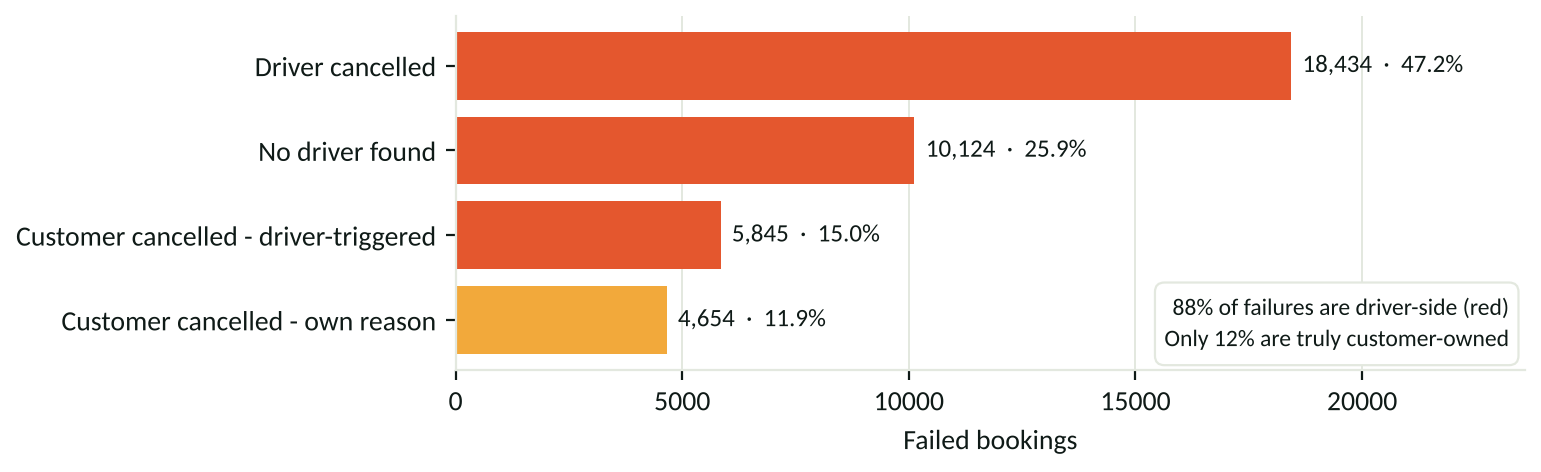 Driver cancelled
18,434 · 47.2%
No driver found
10,124 · 25.9%
Customer cancelled - driver-triggered
5,845 · 15.0%
Customer cancelled - own reason
4,654 · 11.9%
88% of failures are driver-side (red)
Only 12% are truly customer-owned
0 5000 10000 15000 20000
Failed bookings